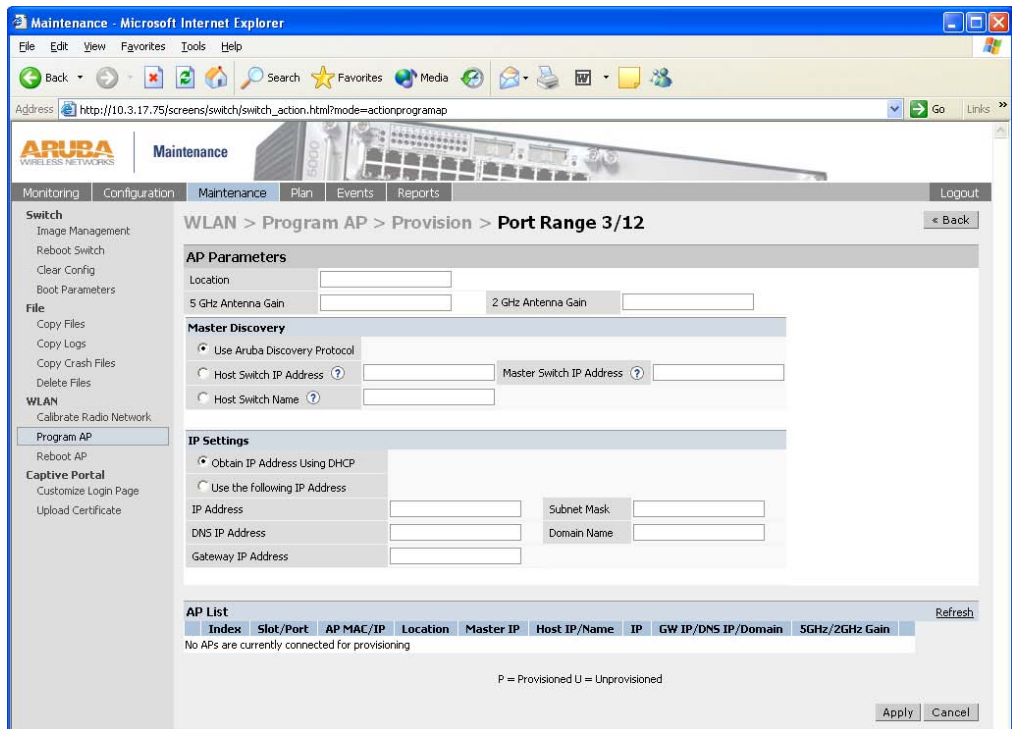 Maintenance - Microsoft Internet Explorer
File Edit View Favorites Tools Help
Back Search Favorites Media
Address http://10.3.17.75/screens/switch/switch_action.html?mode=actionprogramap Go Links »
ARUBA
WIRELESS NETWORKS
Maintenance
5000
Monitoring Configuration Maintenance Plan Events Reports Logout
Switch
Image Management
Reboot Switch
Clear Config
Boot Parameters
File
Copy Files
Copy Logs
Copy Crash Files
Delete Files
WLAN
Calibrate Radio Network
Program AP
Reboot AP
Captive Portal
Customize Login Page
Upload Certificate
WLAN > Program AP > Provision > Port Range 3/12
« Back
AP Parameters
Location
5 GHz Antenna Gain 2 GHz Antenna Gain
Master Discovery
Use Aruba Discovery Protocol
Host Switch IP Address ? Master Switch IP Address ?
Host Switch Name ?
IP Settings
Obtain IP Address Using DHCP
Use the following IP Address
IP Address Subnet Mask
DNS IP Address Domain Name
Gateway IP Address
AP List Refresh
Index Slot/Port AP MAC/IP Location Master IP Host IP/Name IP GW IP/DNS IP/Domain 5GHz/2GHz Gain
No APs are currently connected for provisioning
P = Provisioned U = Unprovisioned
Apply Cancel